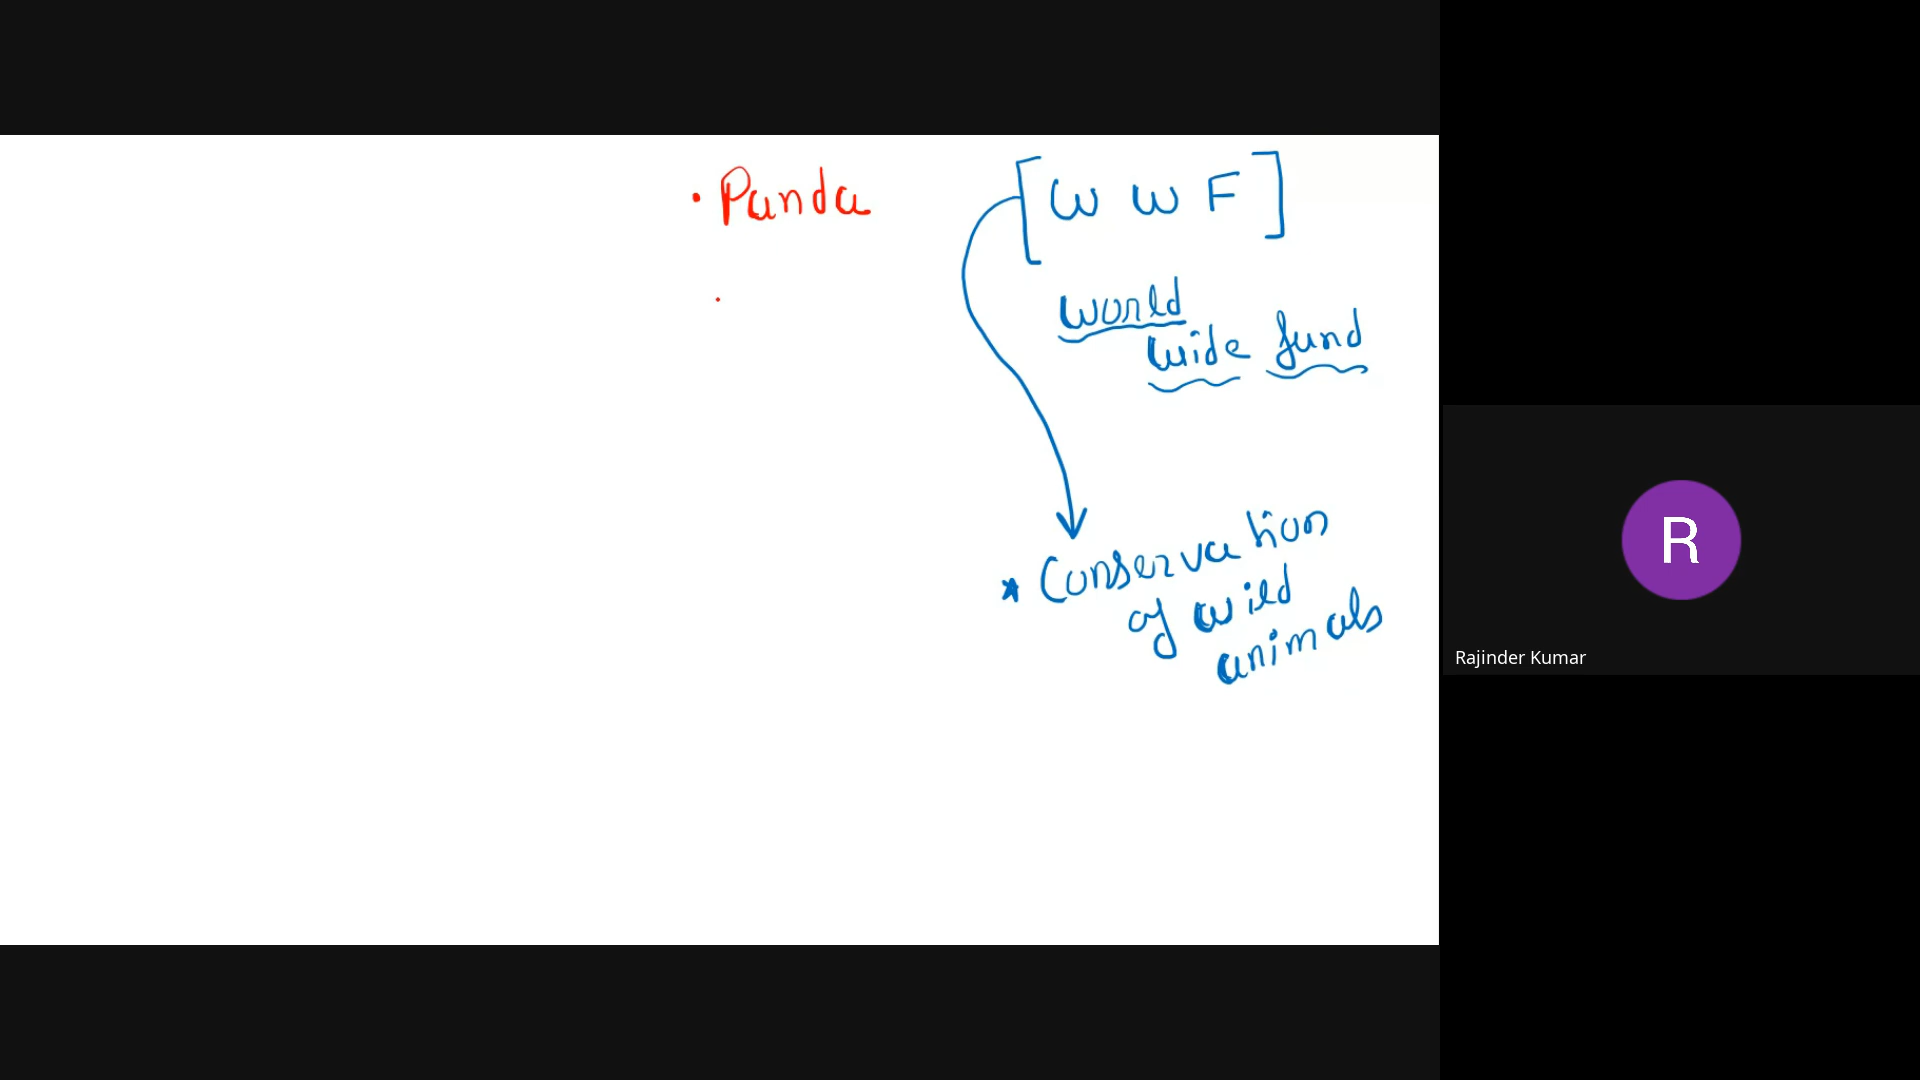 · Panda
[W W F]
World
wide fund
* Conservation
of wild
animals
R
Rajinder Kumar